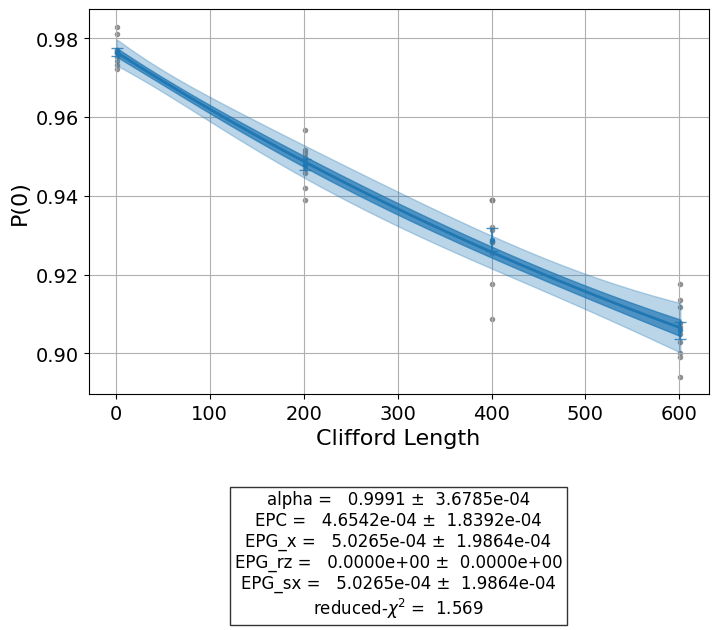 0.98
0.96
0.94
0.92
0.90
P(0)
0 100 200 300 400 500 600
Clifford Length
alpha = 0.9991 ± 3.6785e-04
EPC = 4.6542e-04 ± 1.8392e-04
EPG_x = 5.0265e-04 ± 1.9864e-04
EPG_rz = 0.0000e+00 ± 0.0000e+00
EPG_sx = 5.0265e-04 ± 1.9864e-04
reduced-χ² = 1.569